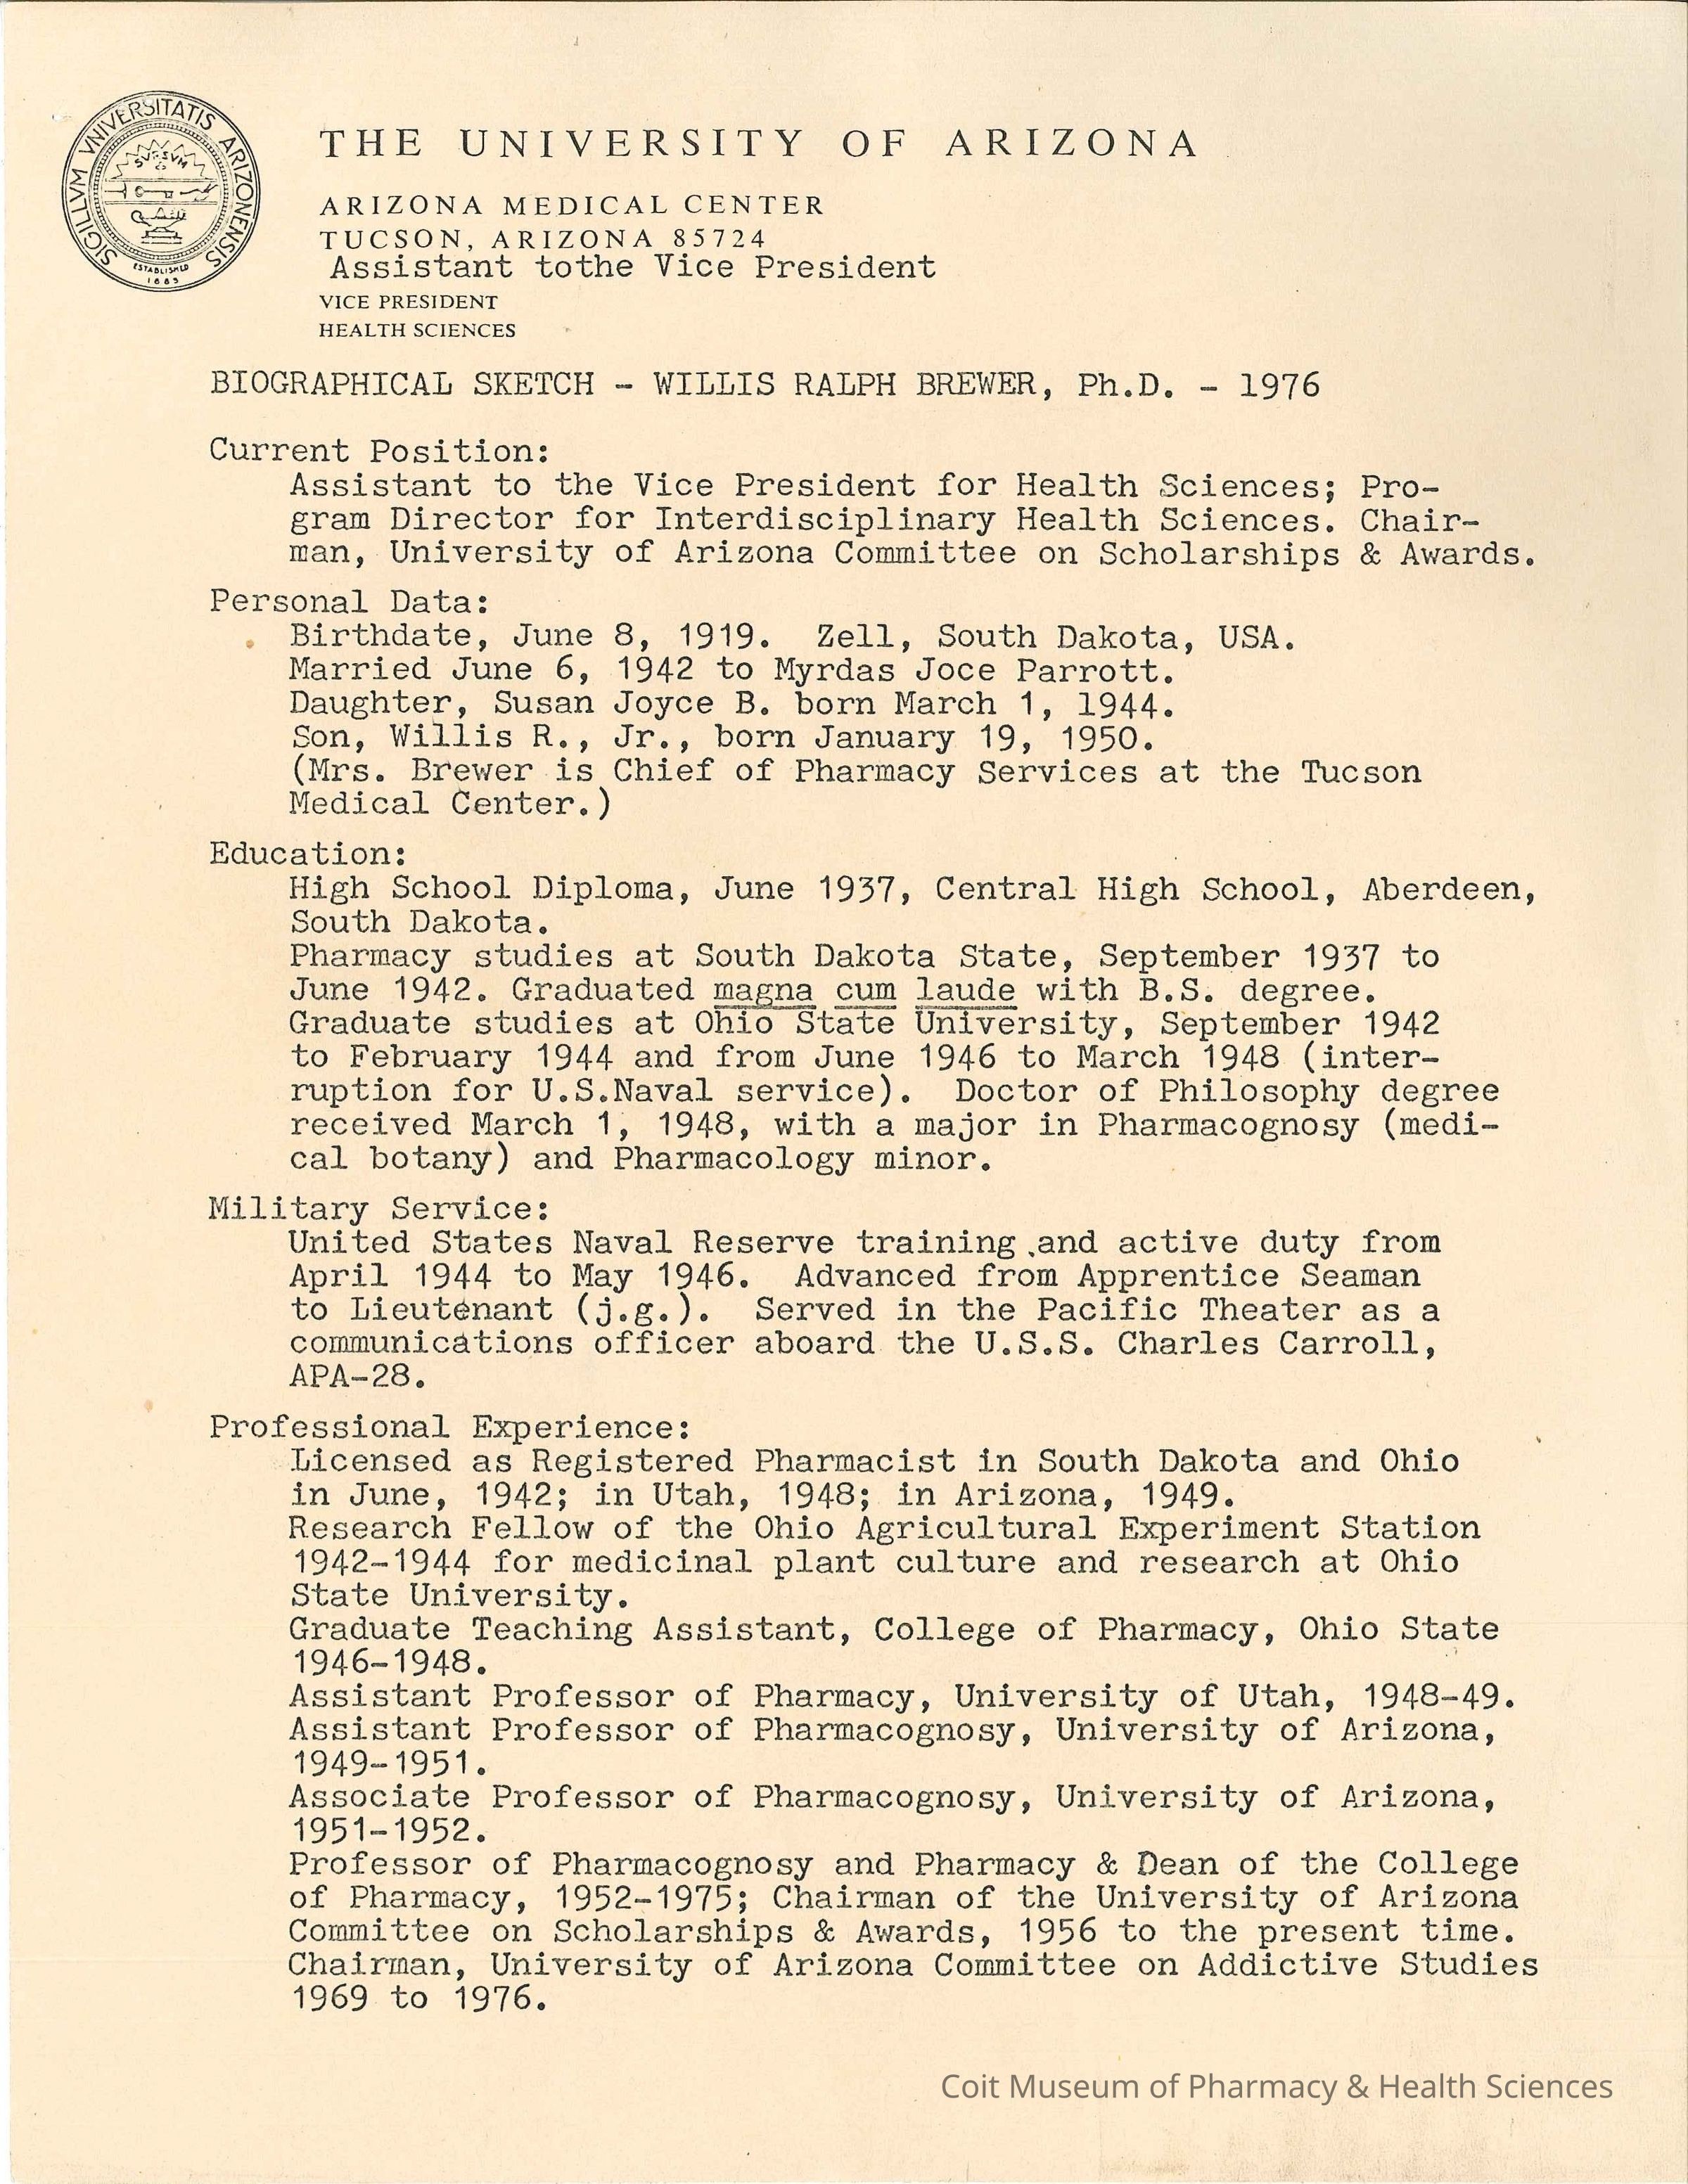 SIGILLVM VNIVERSITATIS ARIZONENSIS
SVRSVM
ESTABLISHED
1885
THE UNIVERSITY OF ARIZONA
ARIZONA MEDICAL CENTER
TUCSON, ARIZONA 85724
Assistant tothe Vice President
VICE PRESIDENT
HEALTH SCIENCES
BIOGRAPHICAL SKETCH - WILLIS RALPH BREWER, Ph.D. - 1976
Current Position:
Assistant to the Vice President for Health Sciences; Pro-
gram Director for Interdisciplinary Health Sciences. Chair-
man, University of Arizona Committee on Scholarships & Awards.
Personal Data:
Birthdate, June 8, 1919. Zell, South Dakota, USA.
Married June 6, 1942 to Myrdas Joce Parrott.
Daughter, Susan Joyce B. born March 1, 1944.
Son, Willis R., Jr., born January 19, 1950.
(Mrs. Brewer is Chief of Pharmacy Services at the Tucson
Medical Center.)
Education:
High School Diploma, June 1937, Central High School, Aberdeen,
South Dakota.
Pharmacy studies at South Dakota State, September 1937 to
June 1942. Graduated magna cum laude with B.S. degree.
Graduate studies at Ohio State University, September 1942
to February 1944 and from June 1946 to March 1948 (inter-
ruption for U.S.Naval service). Doctor of Philosophy degree
received March 1, 1948, with a major in Pharmacognosy (medi-
cal botany) and Pharmacology minor.
Military Service:
United States Naval Reserve training and active duty from
April 1944 to May 1946. Advanced from Apprentice Seaman
to Lieutenant (j.g.). Served in the Pacific Theater as a
communications officer aboard the U.S.S. Charles Carroll,
APA-28.
Professional Experience:
Licensed as Registered Pharmacist in South Dakota and Ohio
in June, 1942; in Utah, 1948; in Arizona, 1949.
Research Fellow of the Ohio Agricultural Experiment Station
1942-1944 for medicinal plant culture and research at Ohio
State University.
Graduate Teaching Assistant, College of Pharmacy, Ohio State
1946-1948.
Assistant Professor of Pharmacy, University of Utah, 1948-49.
Assistant Professor of Pharmacognosy, University of Arizona,
1949-1951.
Associate Professor of Pharmacognosy, University of Arizona,
1951-1952.
Professor of Pharmacognosy and Pharmacy & Dean of the College
of Pharmacy, 1952-1975; Chairman of the University of Arizona
Committee on Scholarships & Awards, 1956 to the present time.
Chairman, University of Arizona Committee on Addictive Studies
1969 to 1976.
Coit Museum of Pharmacy & Health Sciences